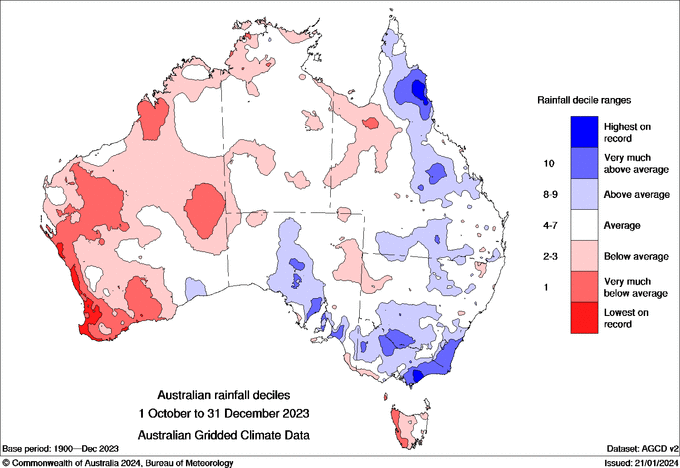 Rainfall decile ranges
Highest on
record
10
Very much
above average
8-9
Above average
4-7
Average
2-3
Below average
1
Very much
below average
Lowest on
record
Australian rainfall deciles
1 October to 31 December 2023
Australian Gridded Climate Data
Base period: 1900—Dec 2023
Dataset: AGCD v2
© Commonwealth of Australia 2024, Bureau of Meteorology
Issued: 21/01/2024